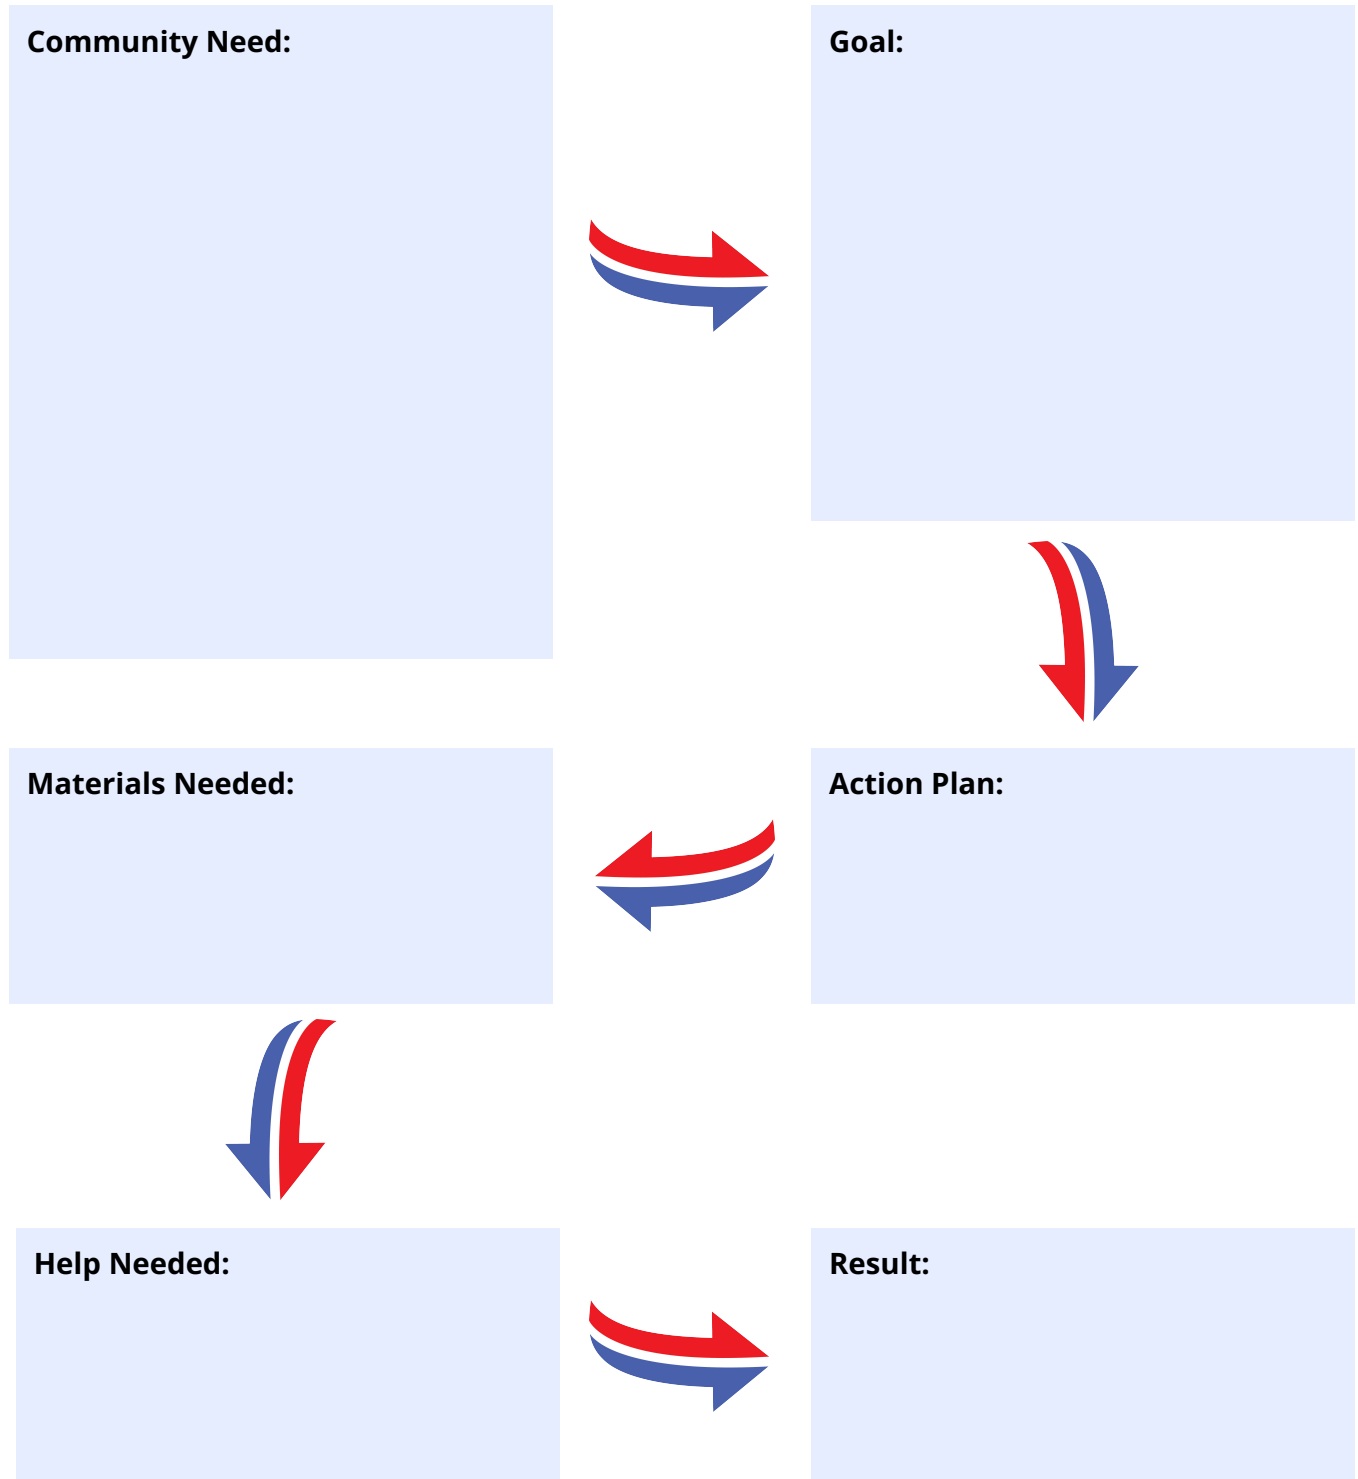 Community Need:
Goal:
Action Plan:
Materials Needed:
Help Needed:
Result: